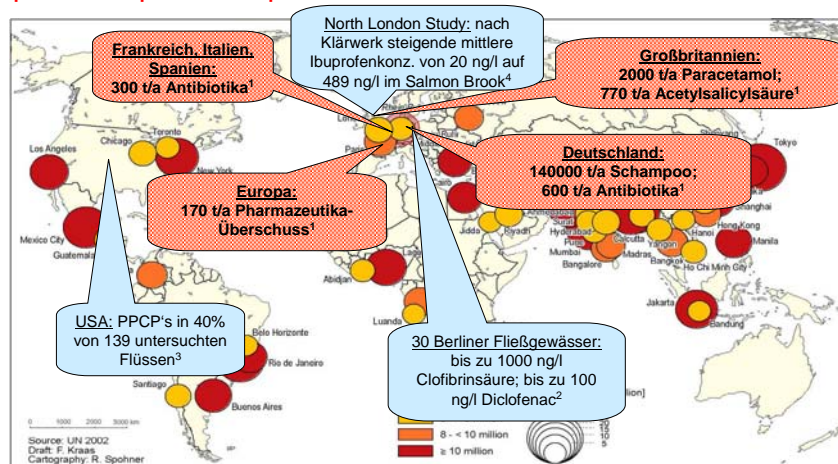 North London Study: nach
Klärwerk steigende mittlere
Ibuprofenkonz. von 20 ng/l auf
489 ng/l im Salmon Brook4
Frankreich, Italien,
Spanien:
300 t/a Antibiotika1
Großbritannien:
2000 t/a Paracetamol;
770 t/a Acetylsalicylsäure1
Deutschland:
140000 t/a Schampoo;
600 t/a Antibiotika1
Europa:
170 t/a Pharmazeutika-
Überschuss1
USA: PPCP's in 40%
von 139 untersuchten
Flüssen3
30 Berliner Fließgewässer:
bis zu 1000 ng/l
Clofibrinsäure; bis zu 100
ng/l Diclofenac2
Los Angeles
Chicago
Toronto
New York
Mexico City
Guatemala
Belo Horizonte
Rio de Janeiro
Santiago
Buenos Aires
Abidjan
Luanda
Cairo
Jidda
Riyadh
Hyderabad
Mumbai
Bangalore
Madras
Calcutta
Yangon
Bangkok
Hanoi
Ho Chi Minh City
Hong Kong
Manila
Shanghai
Tokyo
Jakarta
Bandung
0 1000 2000 3000 km
Source: UN 2002
Draft: F. Kraas
Cartography: R. Spohner
8 - < 10 million
≥ 10 million